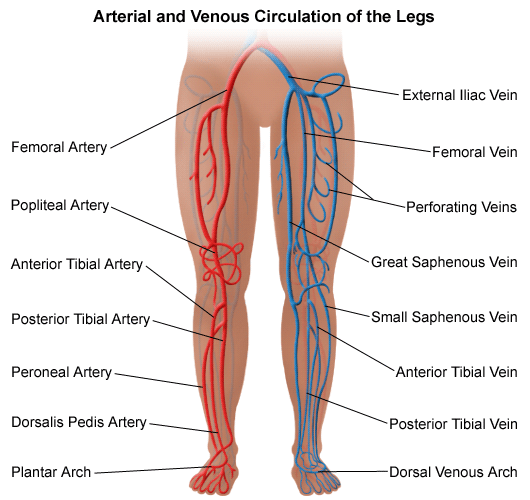 Arterial and Venous Circulation of the Legs
Femoral Artery
Popliteal Artery
Anterior Tibial Artery
Posterior Tibial Artery
Peroneal Artery
Dorsalis Pedis Artery
Plantar Arch
External Iliac Vein
Femoral Vein
Perforating Veins
Great Saphenous Vein
Small Saphenous Vein
Anterior Tibial Vein
Posterior Tibial Vein
Dorsal Venous Arch